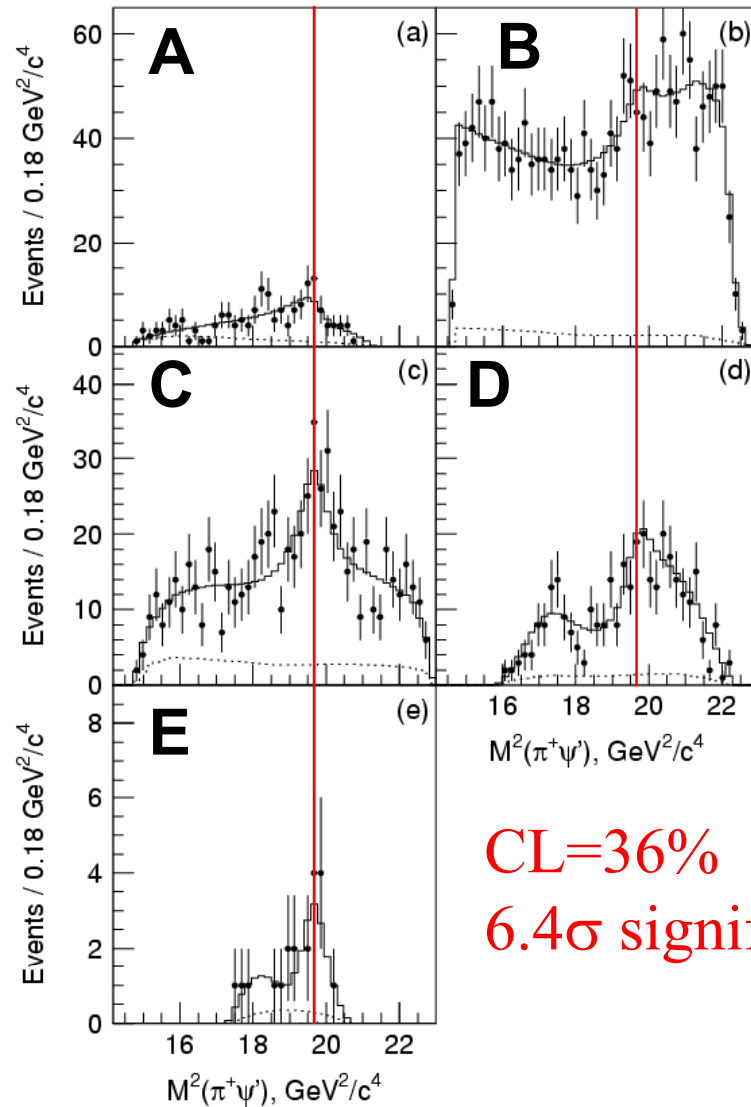 A (a)
Events / 0.18 GeV²/c⁴
60
40
20
0
B (b)
C (c)
Events / 0.18 GeV²/c⁴
40
30
20
10
0
D (d)
16 18 20 22
M²(π⁺ψ'), GeV²/c⁴
E (e)
Events / 0.18 GeV²/c⁴
8
6
4
2
0
16 18 20 22
M²(π⁺ψ'), GeV²/c⁴
CL=36%
6.4σ signif